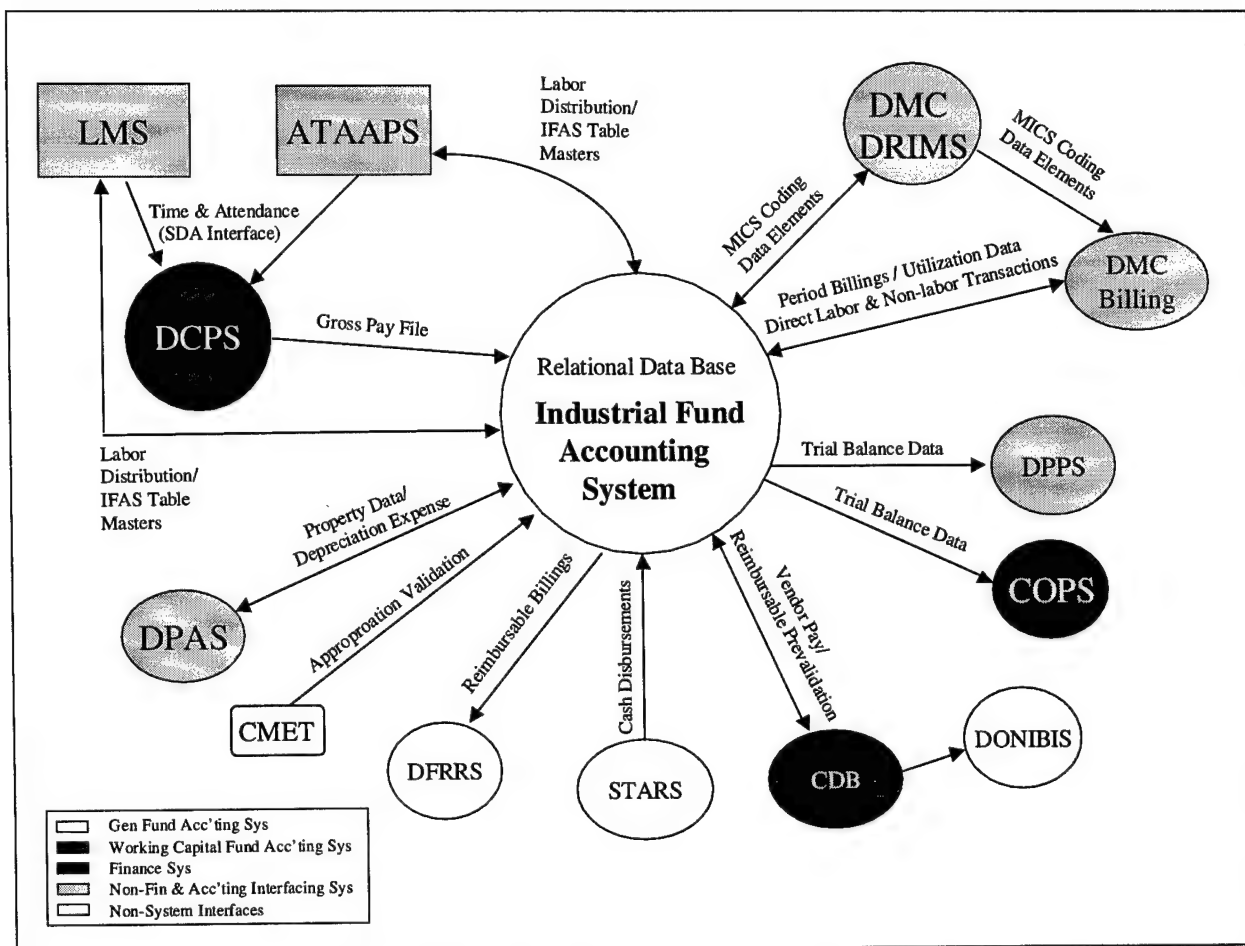 LMS
ATAAPS
Labor
Distribution/
IFAS Table
Masters
DMC
DRIMS
MICS Coding
Data Elements
MICS Coding
Data Elements
Time & Attendance
(SDA Interface)
DCPS
Gross Pay File
Period Billings / Utilization Data
Direct Labor & Non-labor Transactions
DMC
Billing
Relational Data Base
Industrial Fund
Accounting
System
Labor
Distribution/
IFAS Table
Masters
Trial Balance Data
DPPS
Trial Balance Data
COPS
Property Data/
Depreciation Expense
DPAS
Approproation Validation
CMET
Reimbursable Billings
DFRRS
Cash Disbursements
STARS
Vendor Pay/
Reimbursable Prevalidation
CDB
DONIBIS
Gen Fund Acc'ting Sys
Working Capital Fund Acc'ting Sys
Finance Sys
Non-Fin & Acc'ting Interfacing Sys
Non-System Interfaces